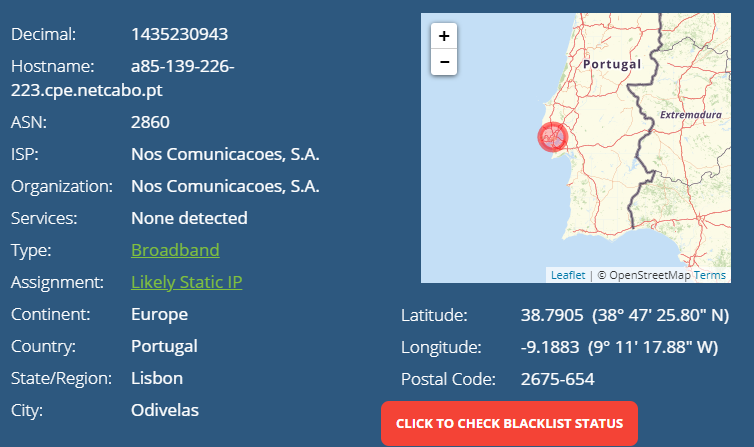 Decimal: 1435230943
Hostname: a85-139-226-
223.cpe.netcabo.pt
ASN: 2860
ISP: Nos Comunicacoes, S.A.
Organization: Nos Comunicacoes, S.A.
Services: None detected
Type: Broadband
Assignment: Likely Static IP
Continent: Europe
Country: Portugal
State/Region: Lisbon
City: Odivelas
+
−
Portugal
Extremadura
Leaflet | © OpenStreetMap Terms
Latitude: 38.7905 (38° 47′ 25.80″ N)
Longitude: -9.1883 (9° 11′ 17.88″ W)
Postal Code: 2675-654
CLICK TO CHECK BLACKLIST STATUS